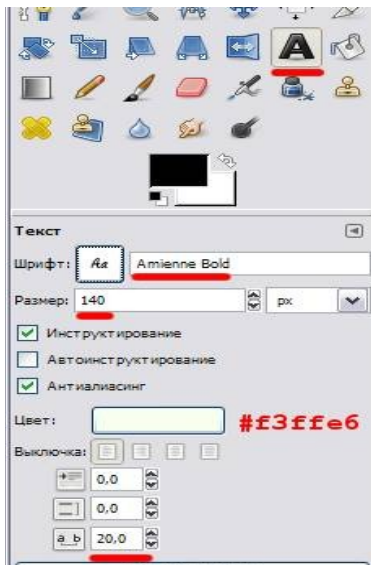 A
Текст
Шрифт: Aa Amienne Bold
Размер: 140 px
Инструктирование
Автоинструктирование
Антиалиасинг
Цвет: #f3ffe6
Выключка:
0,0
0,0
a_b 20,0